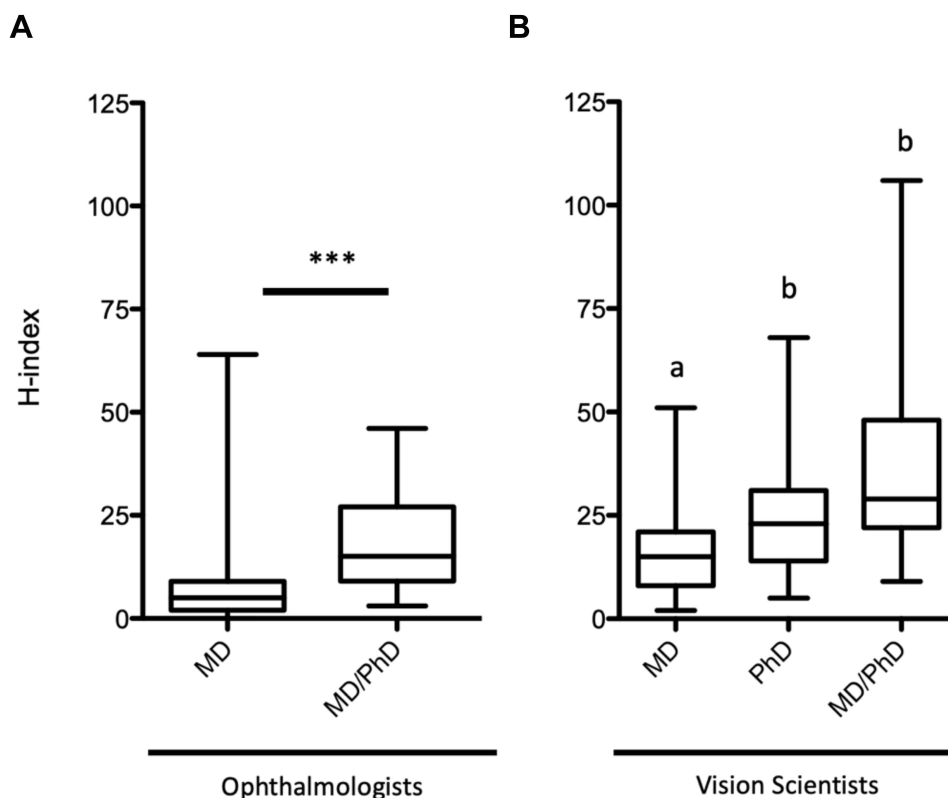 A
H-index
125
100
75
50
25
0
***
MD
MD/PhD
Ophthalmologists
B
125
100
75
50
25
0
a
b
b
MD
PhD
MD/PhD
Vision Scientists